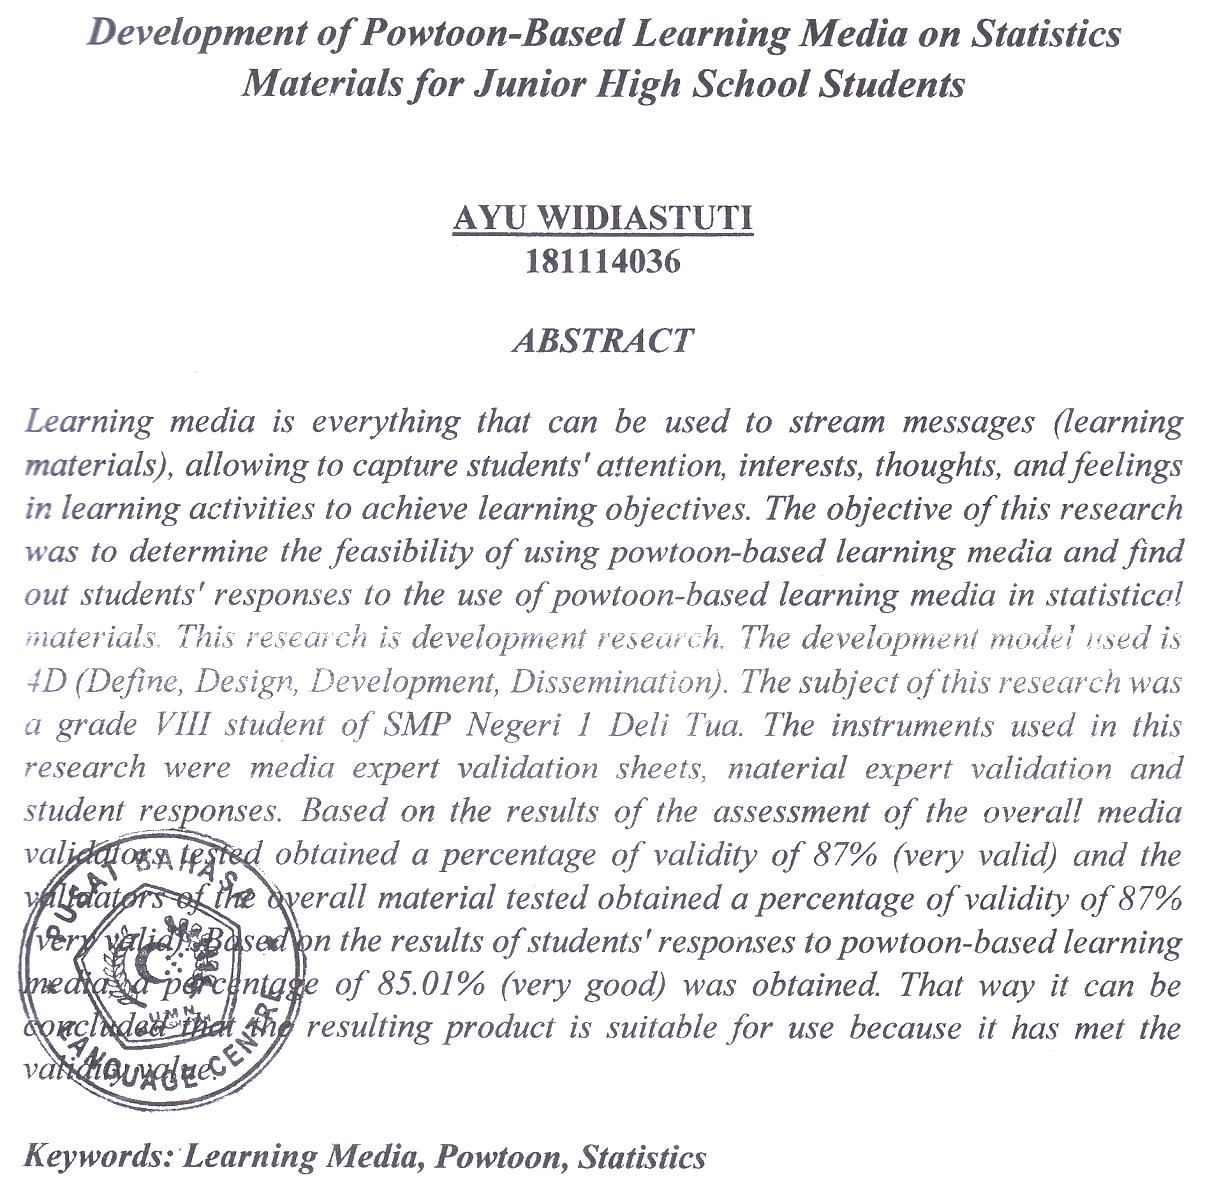 Development of Powtoon-Based Learning Media on Statistics
Materials for Junior High School Students
AYU WIDIASTUTI
181114036
ABSTRACT
Learning media is everything that can be used to stream messages (learning
materials), allowing to capture students' attention, interests, thoughts, and feelings
in learning activities to achieve learning objectives. The objective of this research
was to determine the feasibility of using powtoon-based learning media and find
out students' responses to the use of powtoon-based learning media in statistical
materials. This research is development research. The development model used is
4D (Define, Design, Development, Dissemination). The subject of this research was
a grade VIII student of SMP Negeri 1 Deli Tua. The instruments used in this
research were media expert validation sheets, material expert validation and
student responses. Based on the results of the assessment of the overall media
validators tested obtained a percentage of validity of 87% (very valid) and the
validators of the overall material tested obtained a percentage of validity of 87%
(very valid). Based on the results of students' responses to powtoon-based learning
media, a percentage of 85.01% (very good) was obtained. That way it can be
concluded that the resulting product is suitable for use because it has met the
validity value.
PUSAT BAHASA
UMN
LANGUAGE CENTRE
Keywords: Learning Media, Powtoon, Statistics